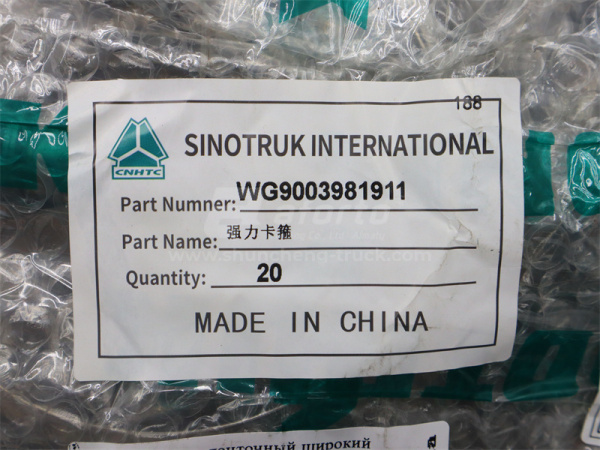 188
SINOTRUK INTERNATIONAL
CNHTC
Part Numner: WG9003981911
Part Name: 强力卡箍
www.shuncheng-truck.com
Quantity: 20
MADE IN CHINA
широкий